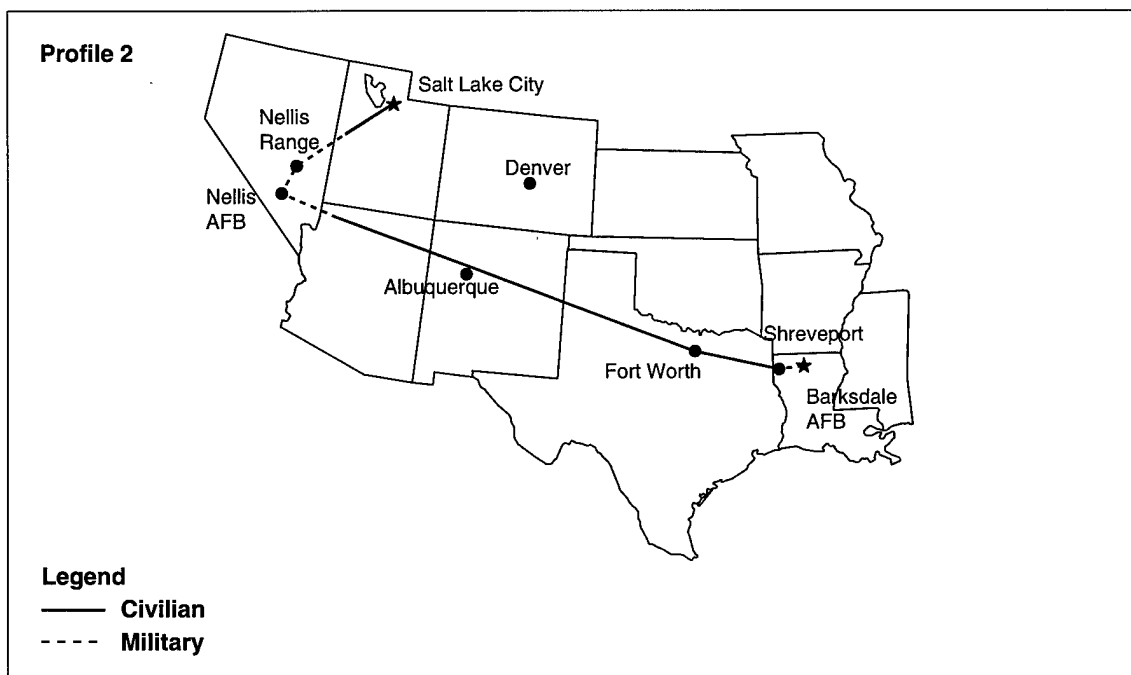 Profile 2
Salt Lake City
Nellis
Range
Denver
Nellis
AFB
Albuquerque
Shreveport
Fort Worth
Barksdale
AFB
Legend
Civilian
Military